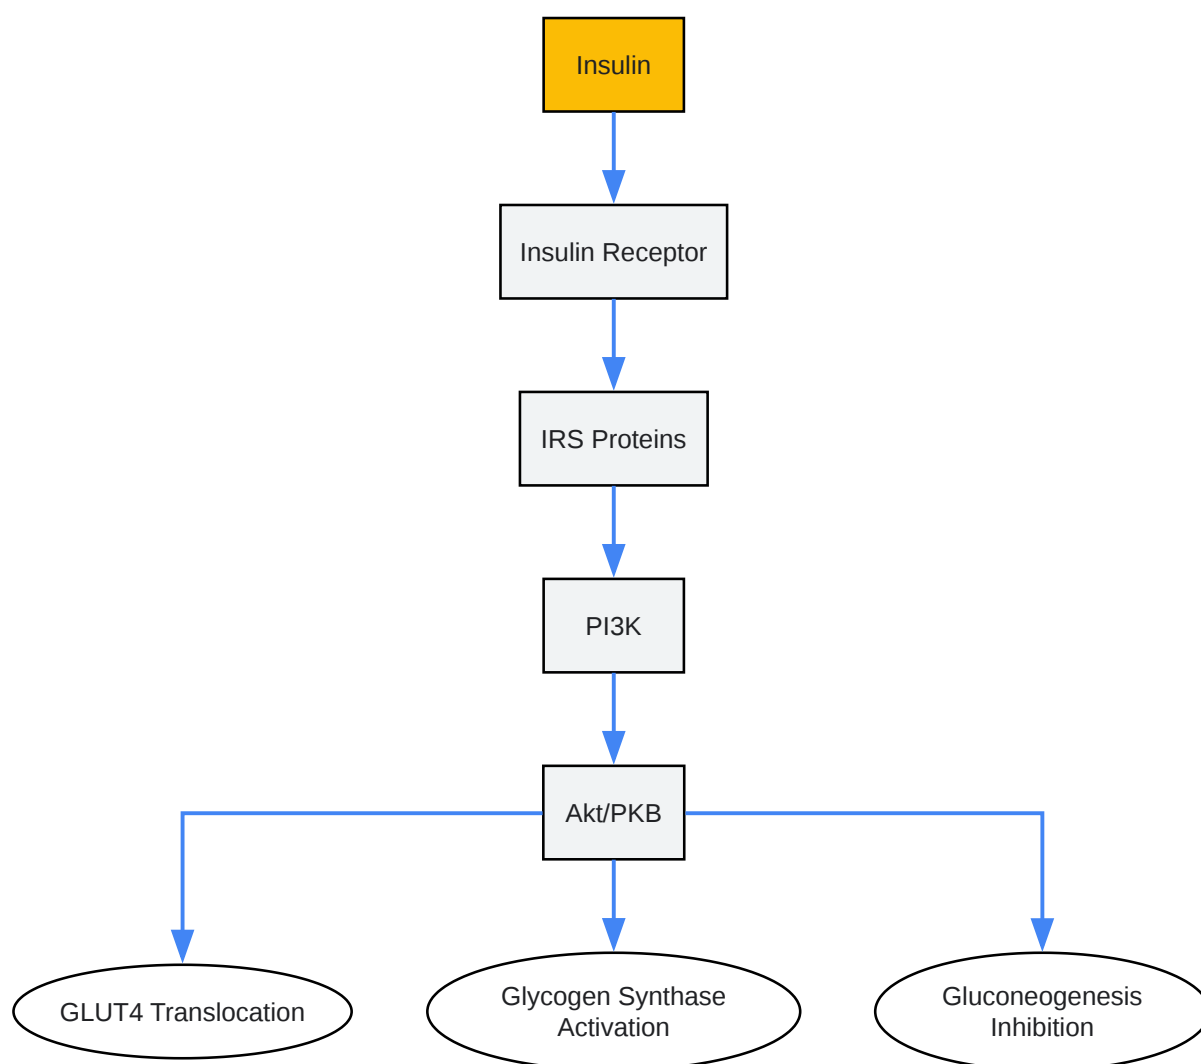 Insulin
Insulin Receptor
IRS Proteins
PI3K
Akt/PKB
GLUT4 Translocation
Glycogen Synthase
Activation
Gluconeogenesis
Inhibition